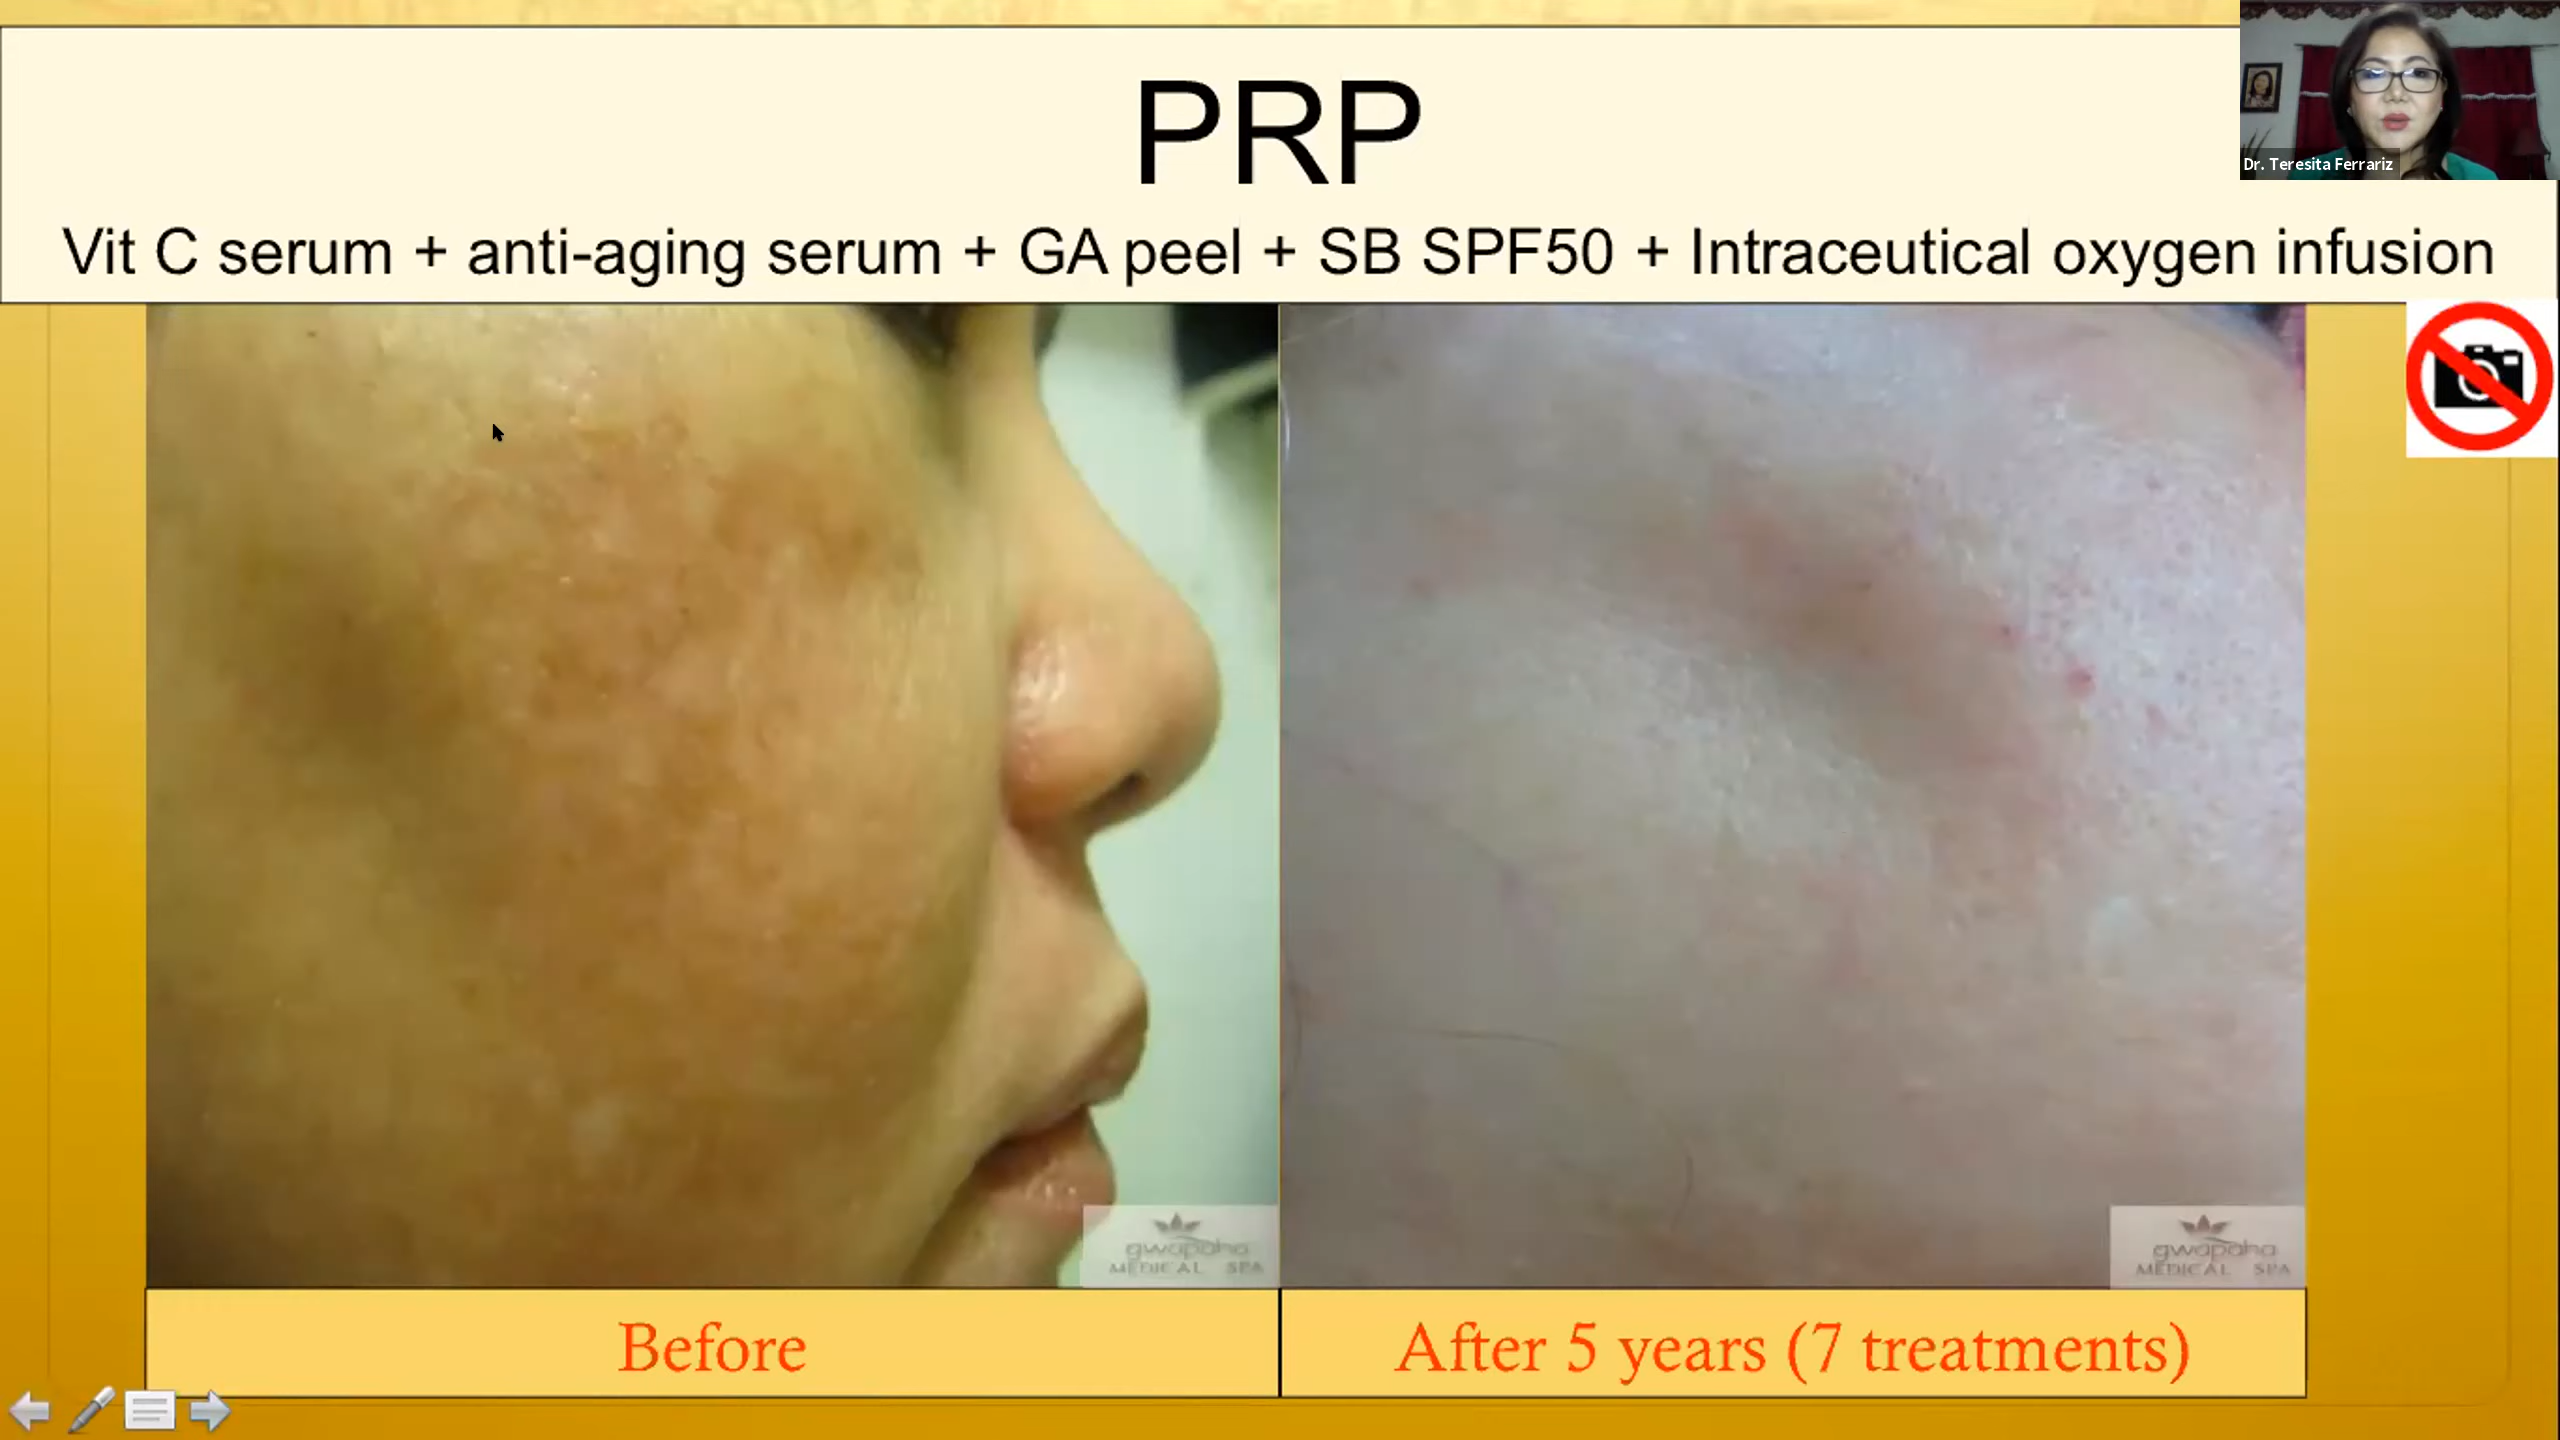 PRP
Dr. Teresita Ferrariz
Vit C serum + anti-aging serum + GA peel + SB SPF50 + Intraceutical oxygen infusion
gwapaha
MEDICAL SPA
gwapaha
MEDICAL SPA
Before
After 5 years (7 treatments)